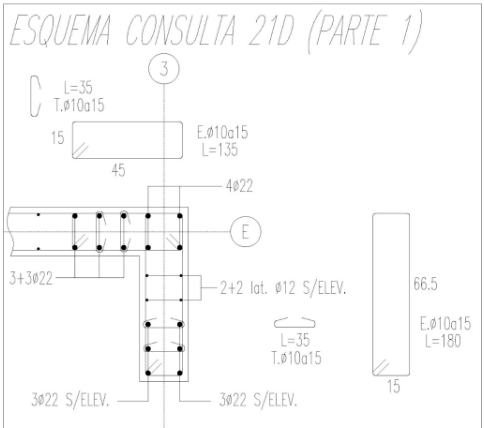 ESQUEMA CONSULTA 21D (PARTE 1)
3
L=35
T.ø10a15
15
E.ø10a15
L=135
45
4ø22
E
3+3ø22
2+2 lat. ø12 S/ELEV.
66.5
L=35
T.ø10a15
E.ø10a15
L=180
15
3ø22 S/ELEV.
3ø22 S/ELEV.